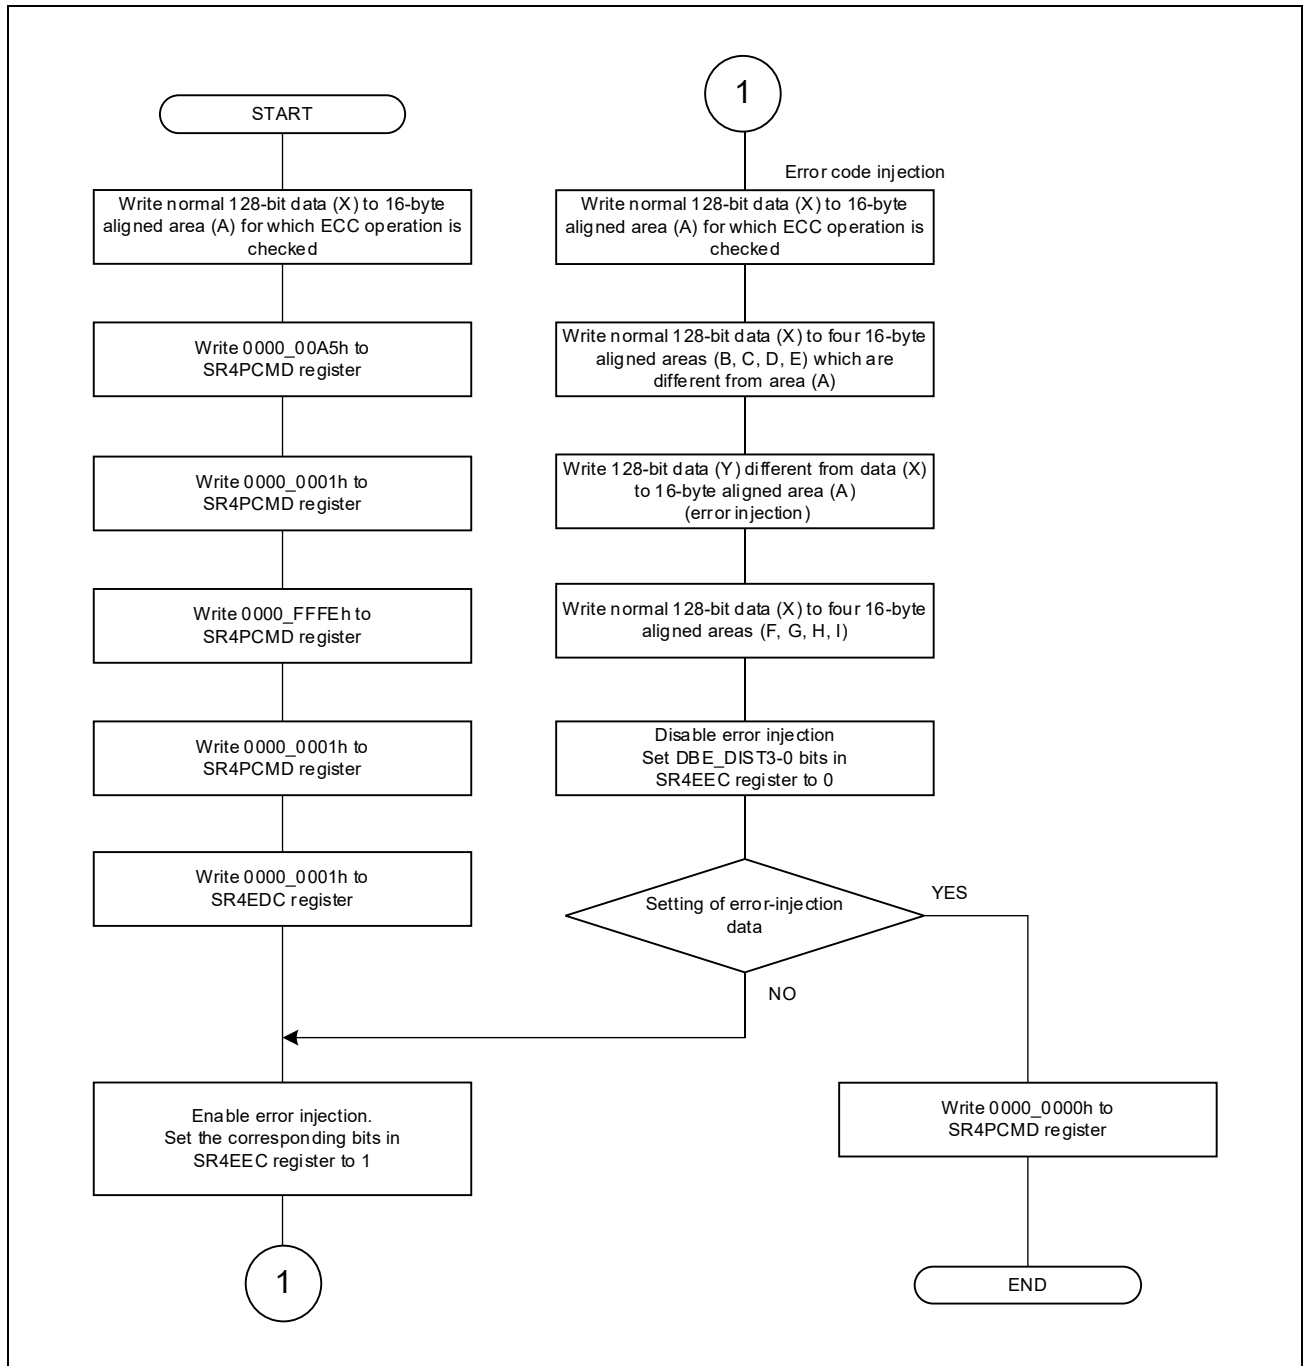 START
Write normal 128-bit data (X) to 16-byte
aligned area (A) for which ECC operation is
checked
Write 0000_00A5h to
SR4PCMD register
Write 0000_0001h to
SR4PCMD register
Write 0000_FFFEh to
SR4PCMD register
Write 0000_0001h to
SR4PCMD register
Write 0000_0001h to
SR4EDC register
Enable error injection.
Set the corresponding bits in
SR4EEC register to 1
1
1
Error code injection
Write normal 128-bit data (X) to 16-byte
aligned area (A) for which ECC operation is
checked
Write normal 128-bit data (X) to four 16-byte
aligned areas (B, C, D, E) which are
different from area (A)
Write 128-bit data (Y) different from data (X)
to 16-byte aligned area (A)
(error injection)
Write normal 128-bit data (X) to four 16-byte
aligned areas (F, G, H, I)
Disable error injection
Set DBE_DIST3-0 bits in
SR4EEC register to 0
Setting of error-injection
data
YES
NO
Write 0000_0000h to
SR4PCMD register
END